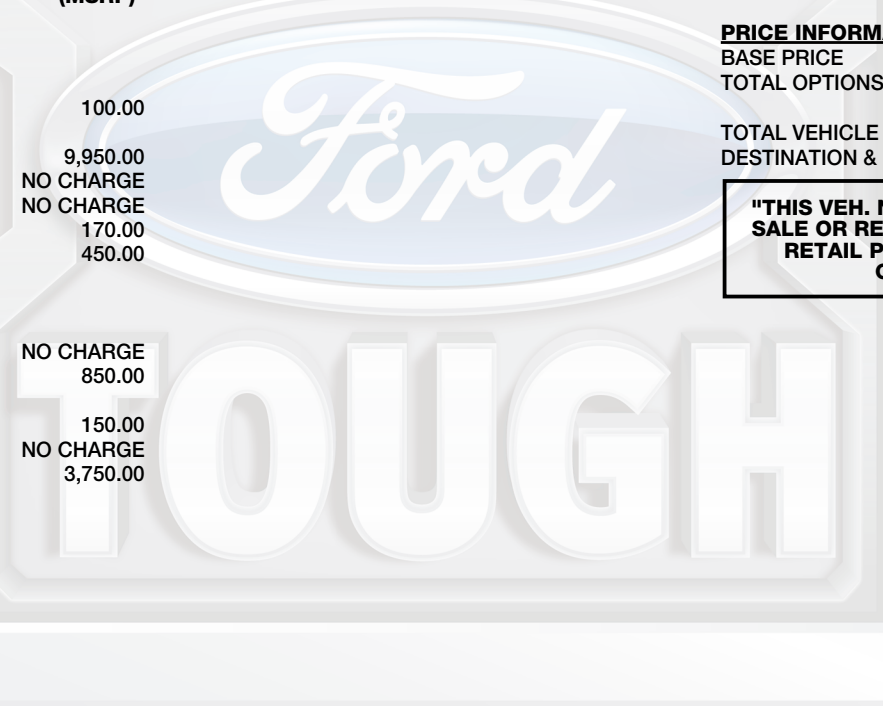 (MSRP)
100.00
9,950.00
NO CHARGE
NO CHARGE
170.00
450.00
NO CHARGE
850.00
150.00
NO CHARGE
3,750.00
PRICE INFORMA
BASE PRICE
TOTAL OPTIONS
TOTAL VEHICLE
DESTINATION &
"THIS VEH.
SALE OR RE
RETAIL P
Ford
TOUGH